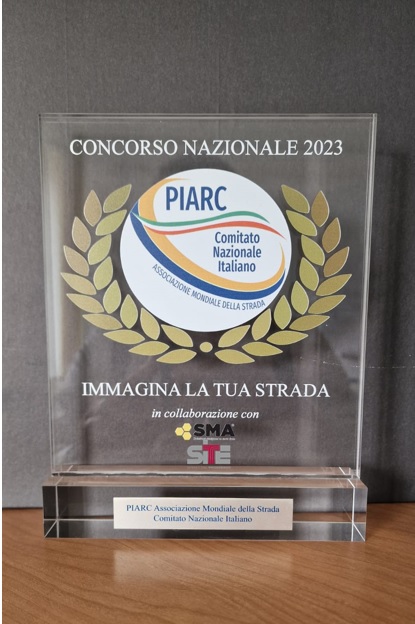 CONCORSO NAZIONALE 2023
PIARC
Comitato
Nazionale
Italiano
ASSOCIAZIONE MONDIALE DELLA STRADA
IMMAGINA LA TUA STRADA
in collaborazione con
SMA
STE
PIARC Associazione Mondiale della Strada
Comitato Nazionale Italiano